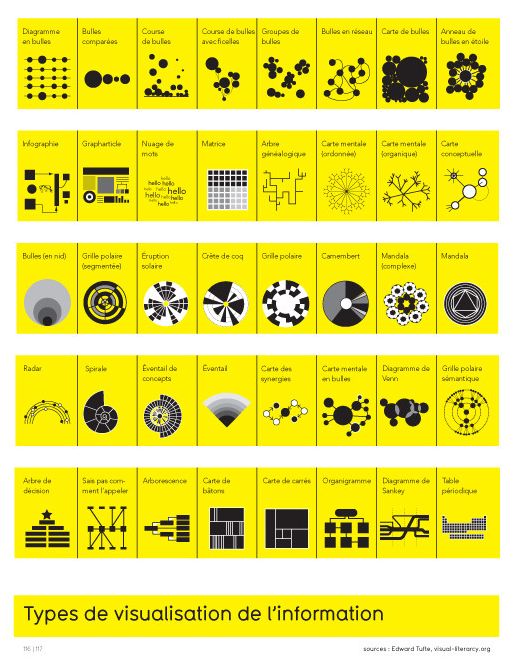 Diagramme
en bulles
Bulles
comparées
Course
de bulles
Course de bulles
avec ficelles
Groupes de
bulles
Bulles en réseau
Carte de bulles
Anneau de
bulles en étoile
Infographie
Grapharticle
Nuage de
mots
hello
hello hello
hello hello
hello hello
hello
Matrice
Arbre
généalogique
Carte mentale
(ordonnée)
Carte mentale
(organique)
Carte
conceptuelle
Bulles (en nid)
Grille polaire
(segmentée)
Éruption
solaire
Crête de coq
Grille polaire
Camembert
Mandala
(complexe)
Mandala
Radar
Spirale
Éventail de
concepts
Éventail
Carte des
synergies
Carte mentale
en bulles
Diagramme de
Venn
Grille polaire
sémantique
Arbre de
décision
Sais pas com-
ment l'appeler
Arborescence
Carte de
bâtons
Carte de carrés
Organigramme
Diagramme de
Sankey
Table
périodique
Types de visualisation de l'information
116 | 117
sources : Edward Tufte, visual-literarcy.org